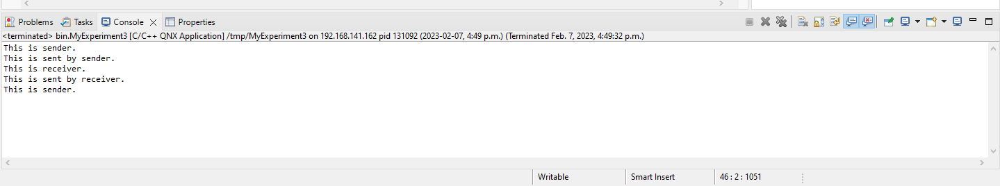 Problems Tasks Console Properties
<terminated> bin.MyExperiment3 [C/C++ QNX Application] /tmp/MyExperiment3 on 192.168.141.162 pid 131092 (2023-02-07, 4:49 p.m.) (Terminated Feb. 7, 2023, 4:49:32 p.m.)
This is sender.
This is sent by sender.
This is receiver.
This is sent by receiver.
This is sender.
Writable Smart Insert 46 : 2 : 1051